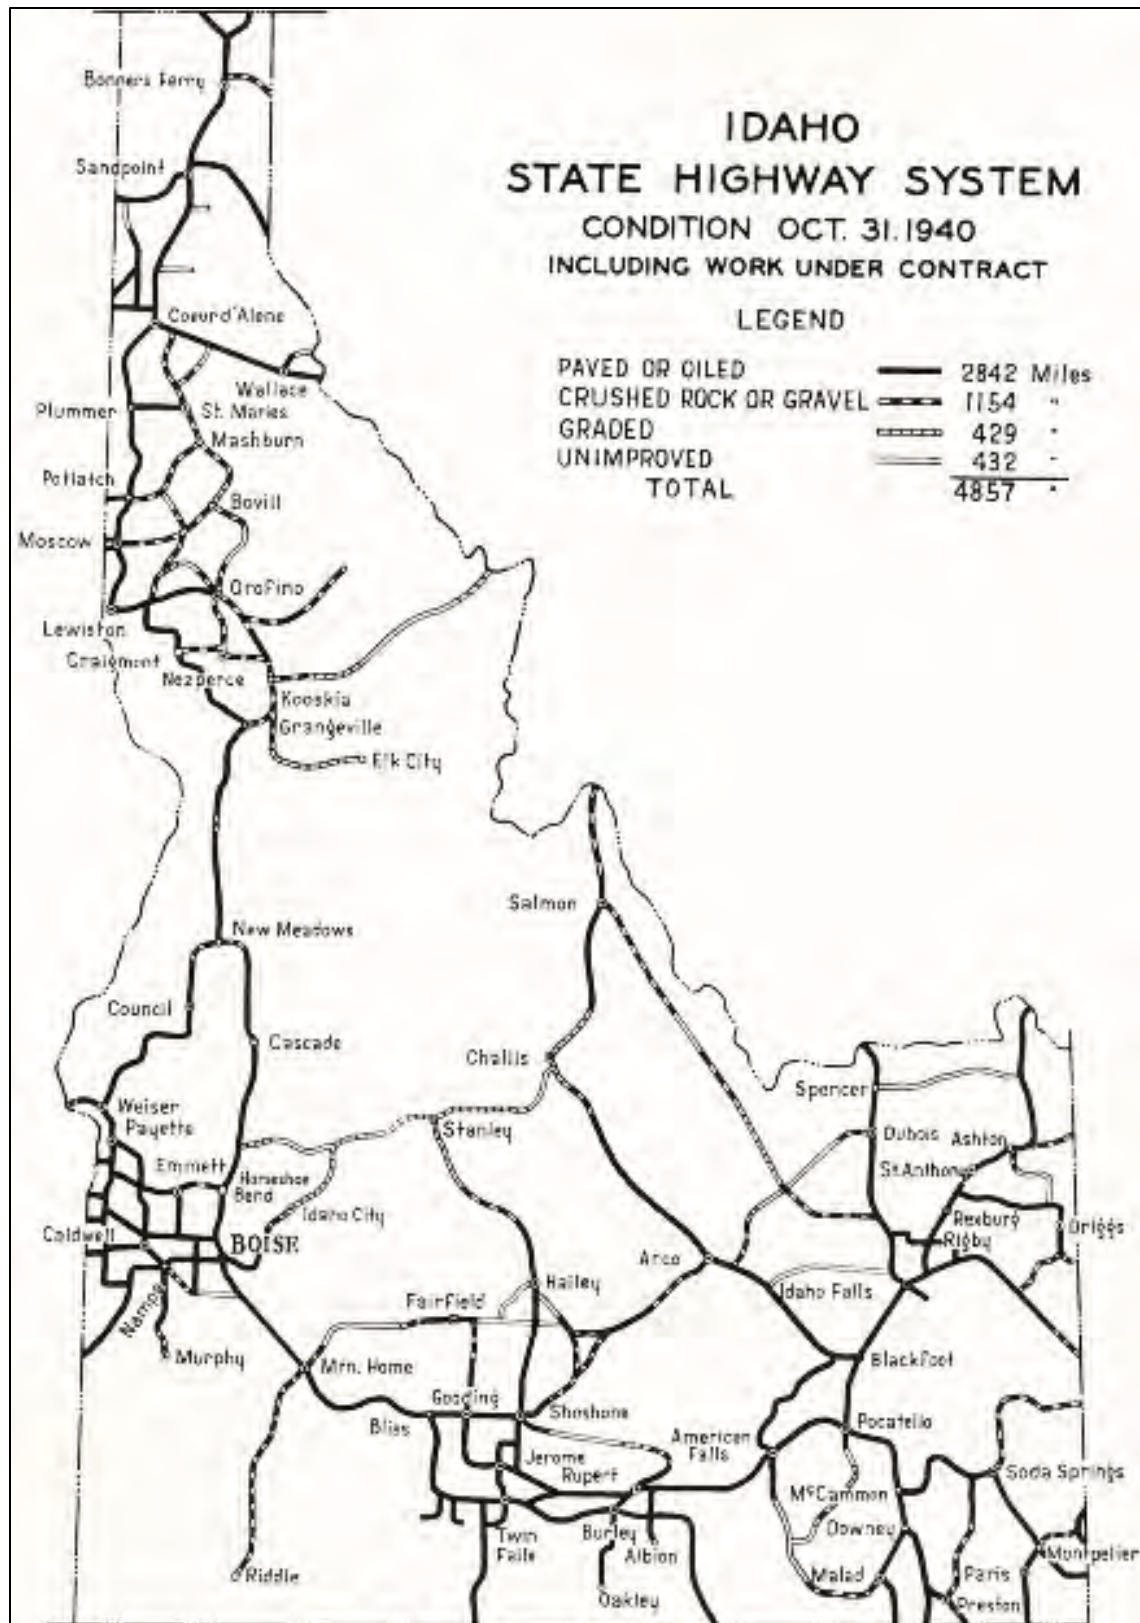 IDAHO
STATE HIGHWAY SYSTEM
CONDITION OCT. 31. 1940
INCLUDING WORK UNDER CONTRACT
LEGEND
PAVED OR OILED 2842 Miles
CRUSHED ROCK OR GRAVEL 1154 "
GRADED 429 "
UNIMPROVED 432 "
TOTAL 4857 "
Bonners Ferry
Sandpoint
Coeur d'Alene
Wallace
Plummer
St. Maries
Mashburn
Potlatch
Bovill
Moscow
Orofino
Lewiston
Craigmont
Nezperce
Kooskia
Grangeville
Elk City
Salmon
New Meadows
Council
Cascade
Challis
Spencer
Weiser
Payette
Stanley
Dubois
Ashton
Emmett
Horseshoe
Bend
St. Anthony
Idaho City
Rexburg
Driggs
Caldwell
BOISE
Rigby
Arco
Hailey
Idaho Falls
Nampa
Fairfield
Murphy
Mtn. Home
Blackfoot
Gooding
Bliss
Shoshone
Pocatello
American
Falls
Jerome
Rupert
Soda Springs
McCammon
Downey
Twin
Falls
Burley
Albion
Montpelier
Riddle
Malad
Paris
Oakley
Preston